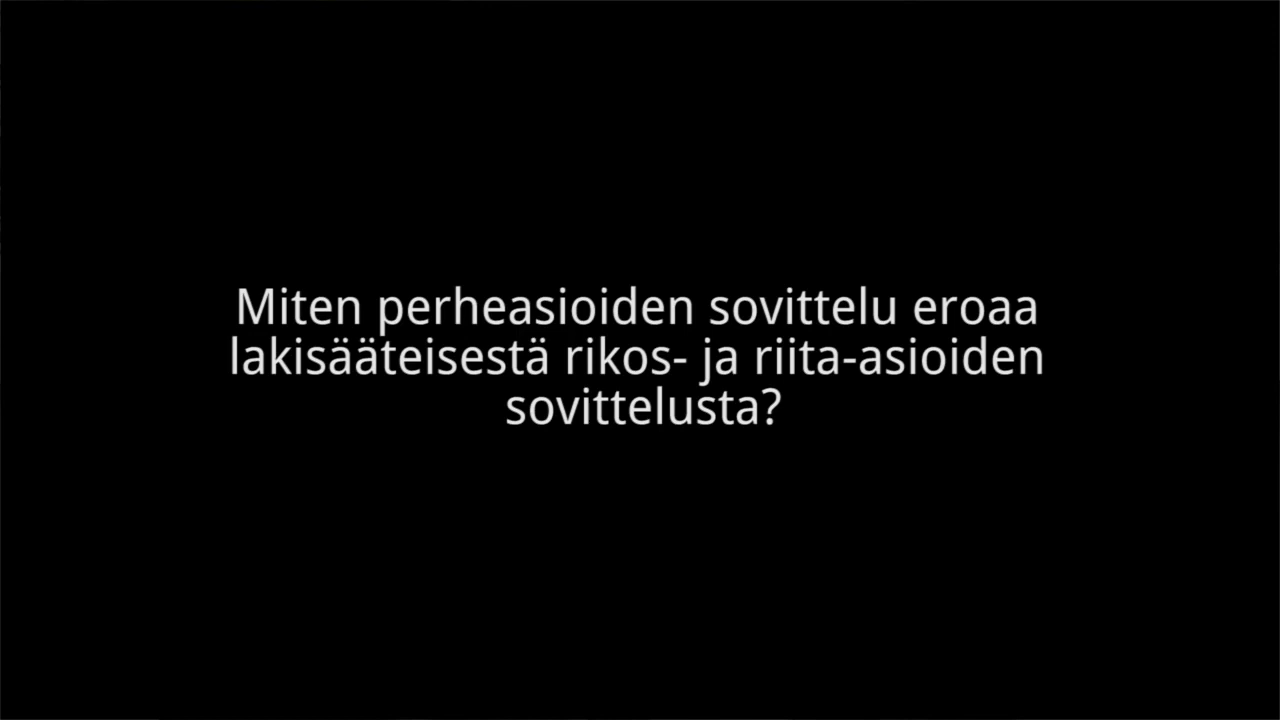 Miten perheasioiden sovittelu eroaa
lakisääteisestä rikos- ja riita-asioiden
sovittelusta?